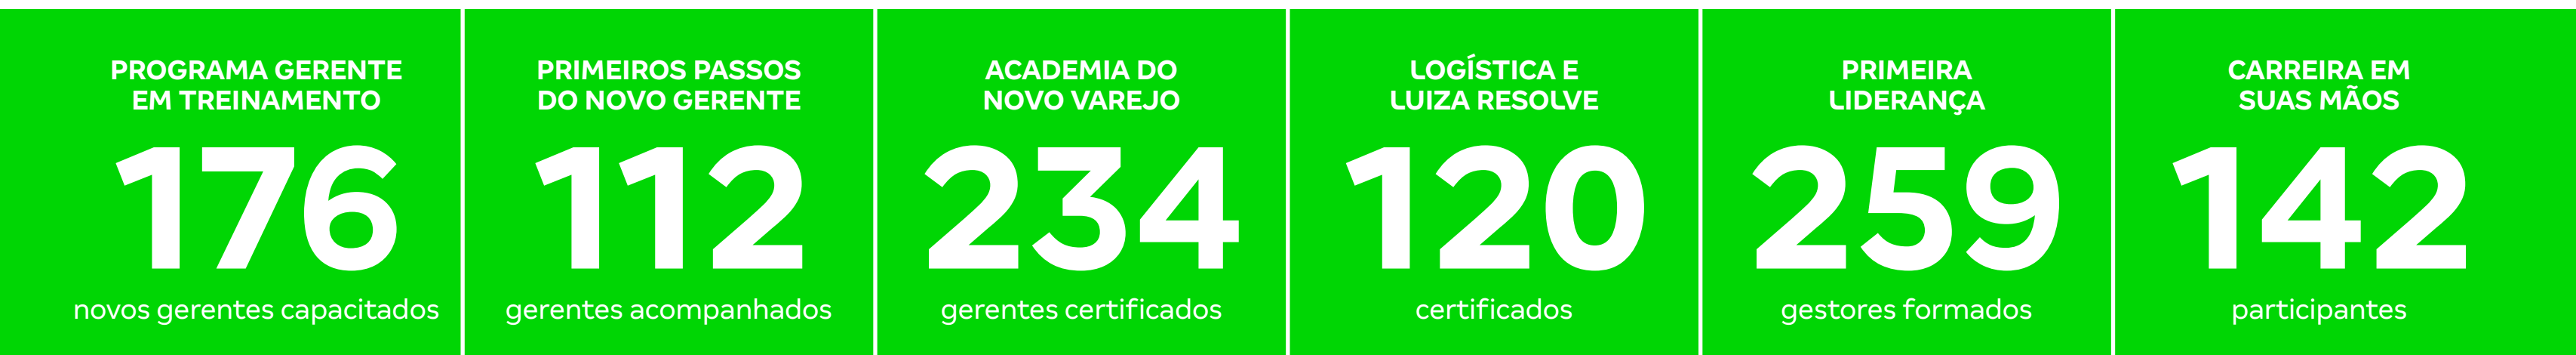 PROGRAMA GERENTE
EM TREINAMENTO
176
novos gerentes capacitados
PRIMEIROS PASSOS
DO NOVO GERENTE
112
gerentes acompanhados
ACADEMIA DO
NOVO VAREJO
234
gerentes certificados
LOGÍSTICA E
LUIZA RESOLVE
120
certificados
PRIMEIRA
LIDERANÇA
259
gestores formados
CARREIRA EM
SUAS MÃOS
142
participantes